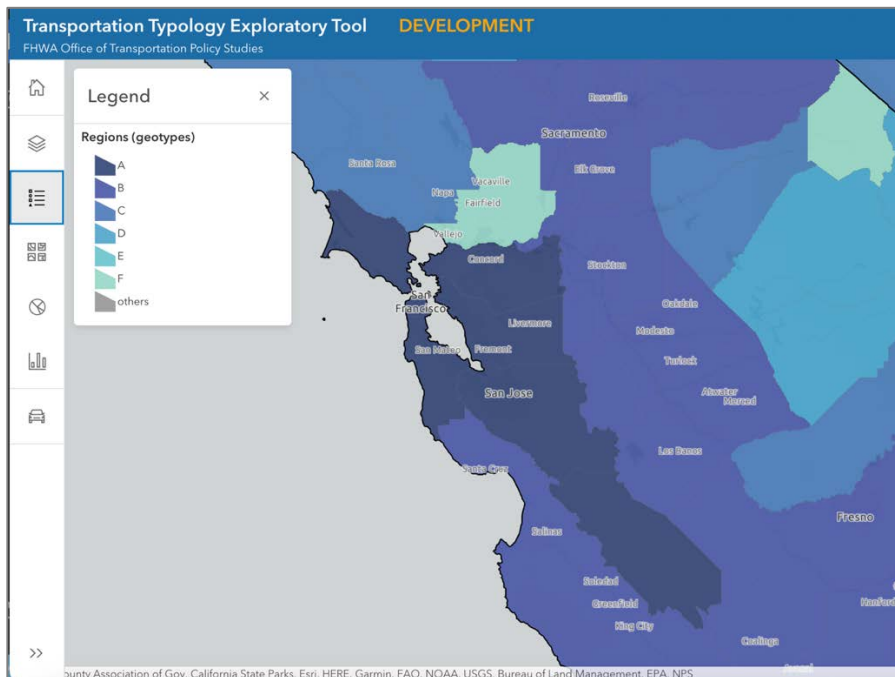 Transportation Typology Exploratory Tool DEVELOPMENT
FHWA Office of Transportation Policy Studies
Legend ×
Regions (geotypes)
A
B
C
D
E
F
others
Roseville
Sacramento
Santa Rosa
Elk Grove
Napa
Vacaville
Fairfield
Vallejo
Concord
Stockton
San
Francisco
Oakdale
Livermore
Modesto
San Mateo
Fremont
Turlock
San Jose
Atwater
Merced
Los Banos
Santa Cruz
Fresno
Salinas
Soledad
Greenfield
Hanford
King City
Coalinga
>>
ounty Association of Gov, California State Parks, Esri, HERE, Garmin, FAO, NOAA, USGS, Bureau of Land Management, EPA, NPS